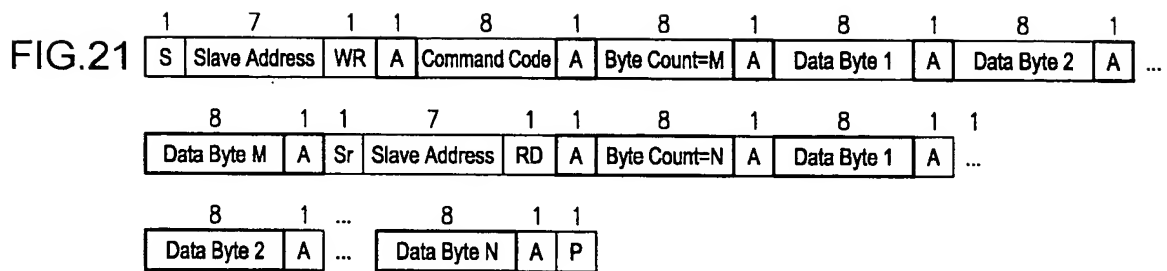 1 7 1 1 8 1 8 1 8 1 8 1
FIG.21 S Slave Address WR A Command Code A Byte Count=M A Data Byte 1 A Data Byte 2 A ...
8 1 1 7 1 1 8 1 8 1 1
Data Byte M A Sr Slave Address RD A Byte Count=N A Data Byte 1 A ...
8 1 ... 8 1 1
Data Byte 2 A ... Data Byte N A P